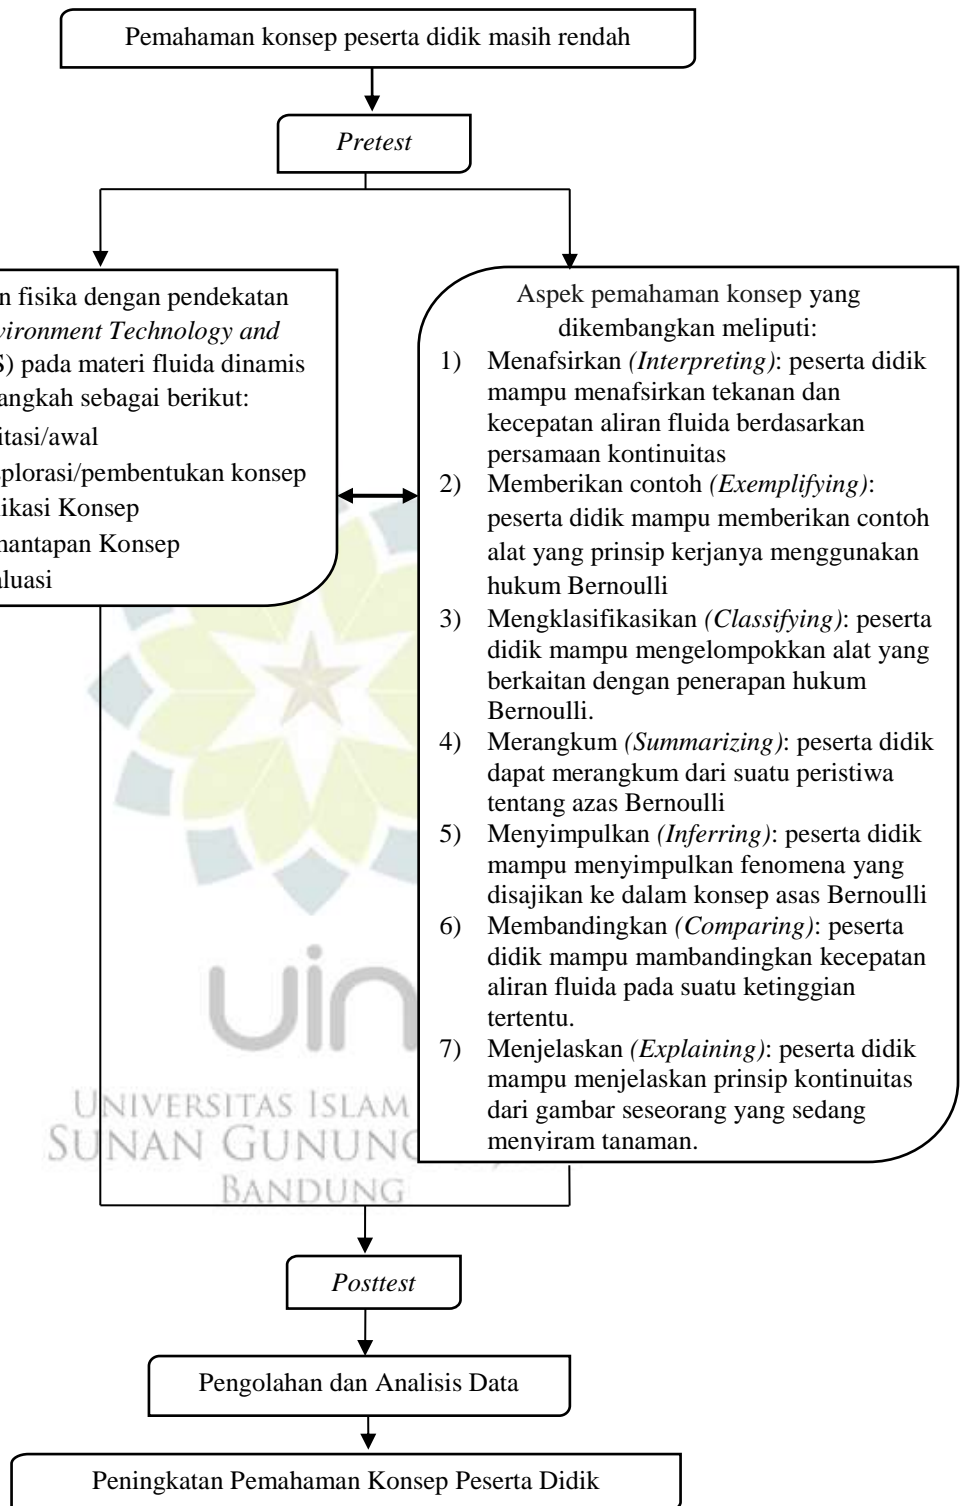 Pemahaman konsep peserta didik masih rendah
Pretest
n fisika dengan pendekatan
vironment Technology and
S) pada materi fluida dinamis
angkah sebagai berikut:
itasi/awal
splorasi/pembentukan konsep
likasi Konsep
mantapan Konsep
aluasi
Aspek pemahaman konsep yang
dikembangkan meliputi:
1) Menafsirkan (Interpreting): peserta didik
mampu menafsirkan tekanan dan
kecepatan aliran fluida berdasarkan
persamaan kontinuitas
2) Memberikan contoh (Exemplifying):
peserta didik mampu memberikan contoh
alat yang prinsip kerjanya menggunakan
hukum Bernoulli
3) Mengklasifikasikan (Classifying): peserta
didik mampu mengelompokkan alat yang
berkaitan dengan penerapan hukum
Bernoulli.
4) Merangkum (Summarizing): peserta didik
dapat merangkum dari suatu peristiwa
tentang azas Bernoulli
5) Menyimpulkan (Inferring): peserta didik
mampu menyimpulkan fenomena yang
disajikan ke dalam konsep asas Bernoulli
6) Membandingkan (Comparing): peserta
didik mampu mambandingkan kecepatan
aliran fluida pada suatu ketinggian
tertentu.
7) Menjelaskan (Explaining): peserta didik
mampu menjelaskan prinsip kontinuitas
dari gambar seseorang yang sedang
menyiram tanaman.
uin
UNIVERSITAS ISLAM
SUNAN GUNUNG
BANDUNG
Posttest
Pengolahan dan Analisis Data
Peningkatan Pemahaman Konsep Peserta Didik